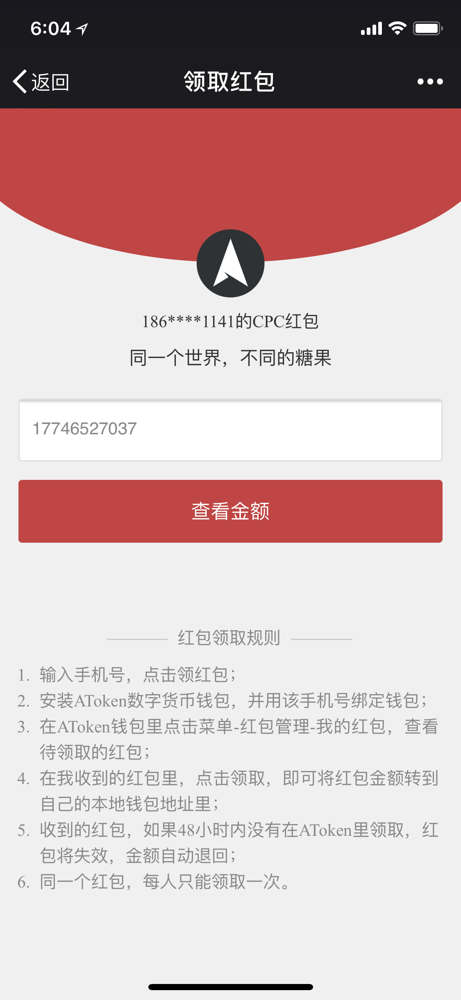 6:04
返回
领取红包
186****1141的CPC红包
同一个世界，不同的糖果
17746527037
查看金额
红包领取规则
1. 输入手机号，点击领红包；
2. 安装AToken数字货币钱包，并用该手机号绑定钱包；
3. 在AToken钱包里点击菜单-红包管理-我的红包，查看
待领取的红包；
4. 在我收到的红包里，点击领取，即可将红包金额转到
自己的本地钱包地址里；
5. 收到的红包，如果48小时内没有在AToken里领取，红
包将失效，金额自动退回；
6. 同一个红包，每人只能领取一次。